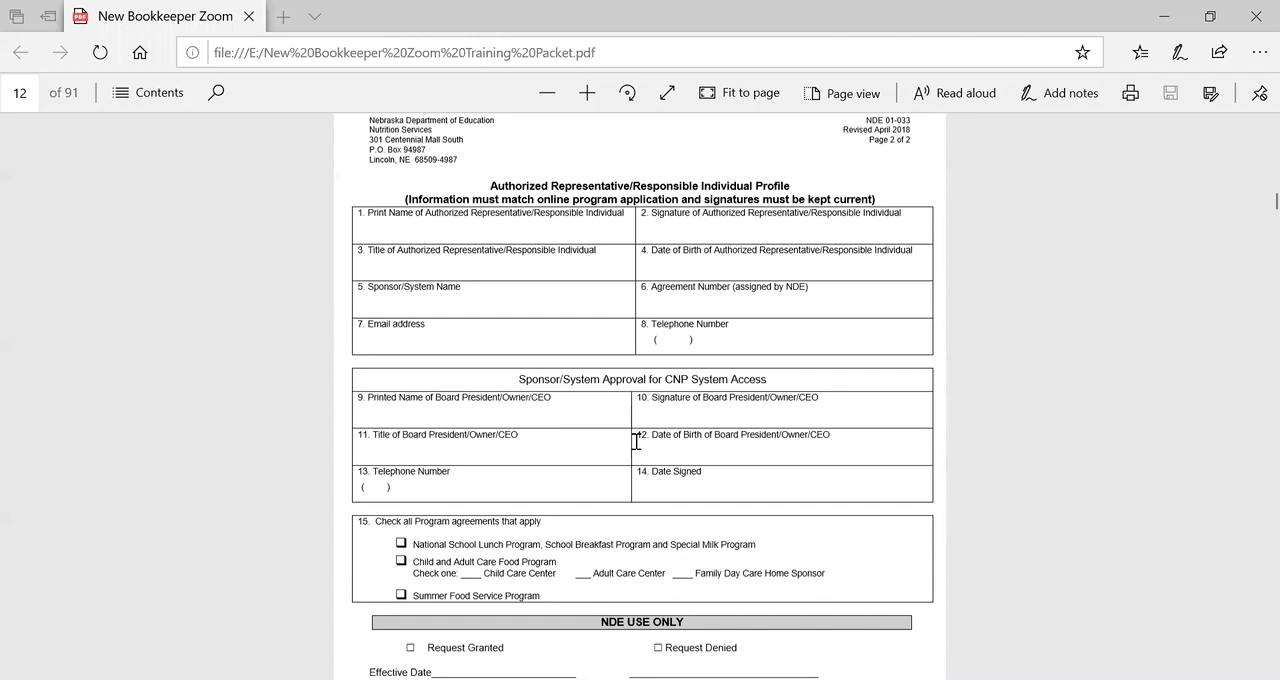 New Bookkeeper Zoom
file:///E:/New%20Bookkeeper%20Zoom%20Training%20Packet.pdf
12 of 91 Contents Fit to page Page view Read aloud Add notes
Nebraska Department of Education NDE 01-033
Nutrition Services Revised April 2018
301 Centennial Mall South Page 2 of 2
P.O. Box 94987
Lincoln, NE 68509-4987
Authorized Representative/Responsible Individual Profile
(Information must match online program application and signatures must be kept current)
1. Print Name of Authorized Representative/Responsible Individual 2. Signature of Authorized Representative/Responsible Individual
3. Title of Authorized Representative/Responsible Individual 4. Date of Birth of Authorized Representative/Responsible Individual
5. Sponsor/System Name 6. Agreement Number (assigned by NDE)
7. Email address 8. Telephone Number
( )
Sponsor/System Approval for CNP System Access
9. Printed Name of Board President/Owner/CEO 10. Signature of Board President/Owner/CEO
11. Title of Board President/Owner/CEO 12. Date of Birth of Board President/Owner/CEO
13. Telephone Number 14. Date Signed
( )
15. Check all Program agreements that apply
National School Lunch Program, School Breakfast Program and Special Milk Program
Child and Adult Care Food Program
Check one: ____ Child Care Center ___ Adult Care Center ____ Family Day Care Home Sponsor
Summer Food Service Program
NDE USE ONLY
Request Granted Request Denied
Effective Date